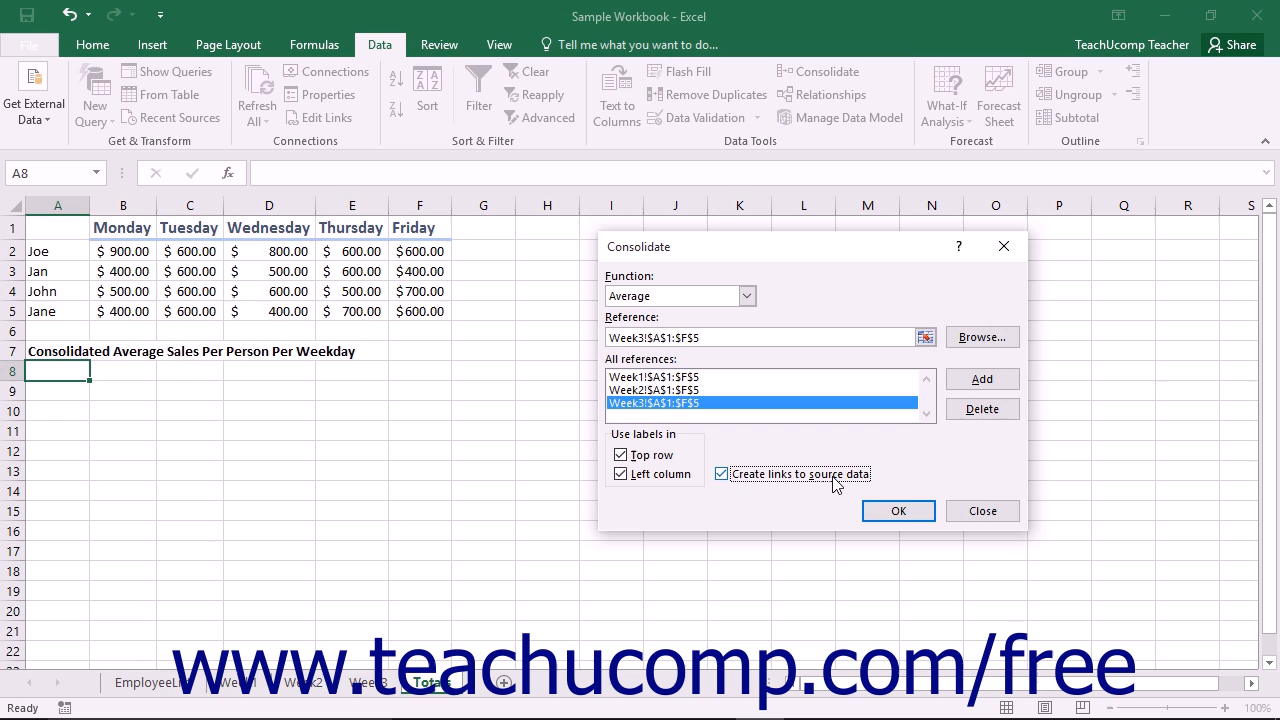 Sample Workbook - Excel
File Home Insert Page Layout Formulas Data Review View Tell me what you want to do... TeachUcomp Teacher Share
Get External Data
New Query
Show Queries
From Table
Recent Sources
Get & Transform
Refresh All
Connections
Properties
Edit Links
Connections
Sort
Filter
Clear
Reapply
Advanced
Sort & Filter
Text to Columns
Flash Fill
Remove Duplicates
Data Validation
Consolidate
Relationships
Manage Data Model
Data Tools
What-If Analysis
Forecast Sheet
Forecast
Group
Ungroup
Subtotal
Outline
A8 fx
A B C D E F G H I J K L M N O P Q R S
1 Monday Tuesday Wednesday Thursday Friday
2 Joe $ 900.00 $ 600.00 $ 800.00 $ 600.00 $600.00
3 Jan $ 400.00 $ 600.00 $ 500.00 $ 600.00 $400.00
4 John $ 500.00 $ 600.00 $ 600.00 $ 500.00 $700.00
5 Jane $ 400.00 $ 600.00 $ 400.00 $ 700.00 $600.00
6
7 Consolidated Average Sales Per Person Per Weekday
8
9
10
11
12
13
14
15
16
17
18
19
20
21
22
Consolidate ?
Function:
Average
Reference:
Week3!$A$1:$F$5 Browse...
All references:
Week1!$A$1:$F$5
Week2!$A$1:$F$5
Week3!$A$1:$F$5
Add
Delete
Use labels in
Top row
Left column Create links to source data
OK Close
www.teachucomp.com/free
Ready 100%